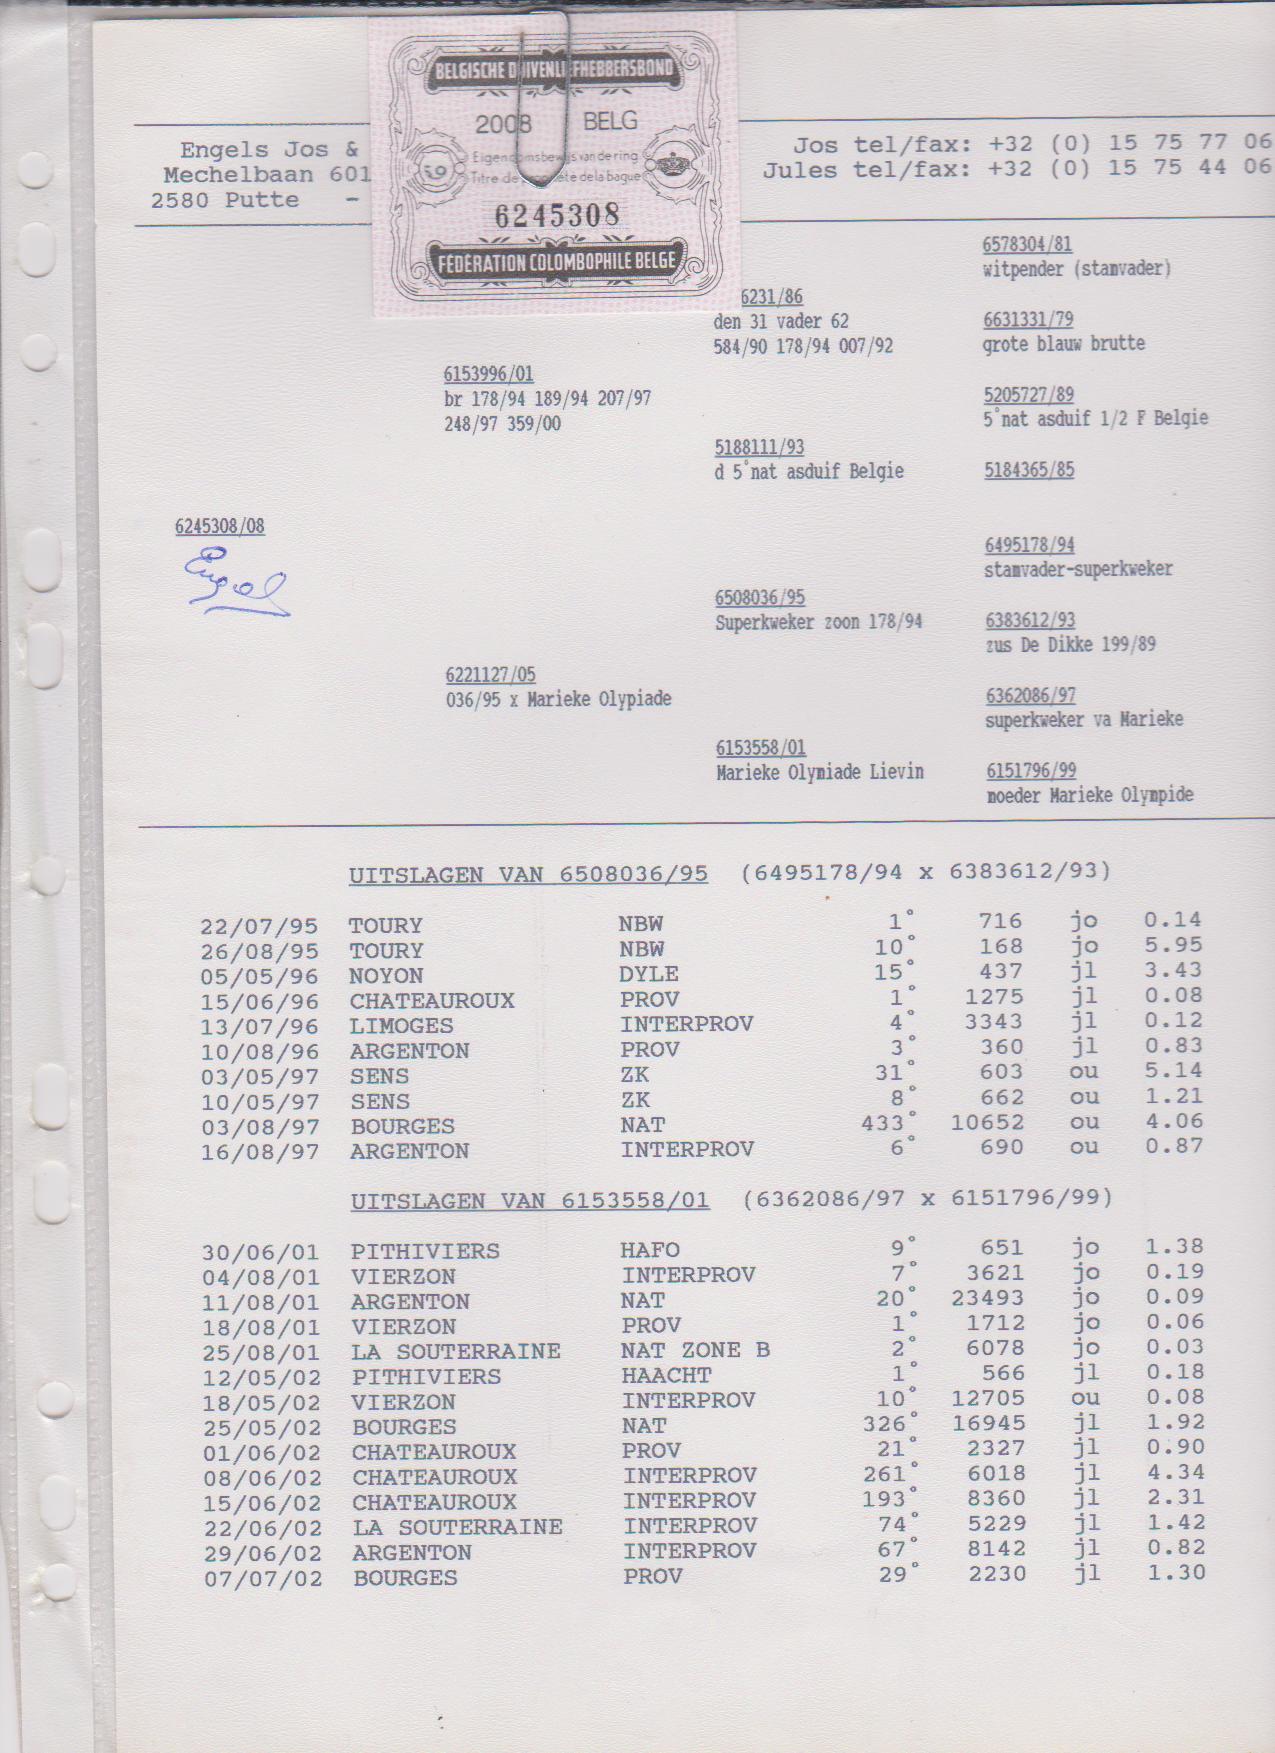 BELGISCHE DUIVENLIEFHEBBERSBOND
2008 BELG
Eigendomsbewijs van de ring
Titre de propriété de la bague
6245308
FÉDÉRATION COLOMBOPHILE BELGE
Engels Jos &
Mechelbaan 601
2580 Putte -
Jos tel/fax: +32 (0) 15 75 77 06
Jules tel/fax: +32 (0) 15 75 44 06
6578304/81
witpender (stamvader)
6231/86
den 31 vader 62
584/90 178/94 007/92
6631331/79
grote blauw brutte
6153996/01
br 178/94 189/94 207/97
248/97 359/00
5205727/89
5°nat asduif 1/2 F Belgie
5188111/93
d 5°nat asduif Belgie
5184365/85
6245308/08
Engel
6495178/94
stamvader-superkweker
6508036/95
Superkweker zoon 178/94
6383612/93
zus De Dikke 199/89
6221127/05
036/95 x Marieke Olypiade
6362086/97
superkweker va Marieke
6153558/01
Marieke Olymiade Lievin
6151796/99
moeder Marieke Olympide
UITSLAGEN VAN 6508036/95 (6495178/94 x 6383612/93)
22/07/95 TOURY NBW 1° 716 jo 0.14
26/08/95 TOURY NBW 10° 168 jo 5.95
05/05/96 NOYON DYLE 15° 437 jl 3.43
15/06/96 CHATEAUROUX PROV 1° 1275 jl 0.08
13/07/96 LIMOGES INTERPROV 4° 3343 jl 0.12
10/08/96 ARGENTON PROV 3° 360 jl 0.83
03/05/97 SENS ZK 31° 603 ou 5.14
10/05/97 SENS ZK 8° 662 ou 1.21
03/08/97 BOURGES NAT 433° 10652 ou 4.06
16/08/97 ARGENTON INTERPROV 6° 690 ou 0.87
UITSLAGEN VAN 6153558/01 (6362086/97 x 6151796/99)
30/06/01 PITHIVIERS HAFO 9° 651 jo 1.38
04/08/01 VIERZON INTERPROV 7° 3621 jo 0.19
11/08/01 ARGENTON NAT 20° 23493 jo 0.09
18/08/01 VIERZON PROV 1° 1712 jo 0.06
25/08/01 LA SOUTERRAINE NAT ZONE B 2° 6078 jo 0.03
12/05/02 PITHIVIERS HAACHT 1° 566 jl 0.18
18/05/02 VIERZON INTERPROV 10° 12705 ou 0.08
25/05/02 BOURGES NAT 326° 16945 jl 1.92
01/06/02 CHATEAUROUX PROV 21° 2327 jl 0.90
08/06/02 CHATEAUROUX INTERPROV 261° 6018 jl 4.34
15/06/02 CHATEAUROUX INTERPROV 193° 8360 jl 2.31
22/06/02 LA SOUTERRAINE INTERPROV 74° 5229 jl 1.42
29/06/02 ARGENTON INTERPROV 67° 8142 jl 0.82
07/07/02 BOURGES PROV 29° 2230 jl 1.30